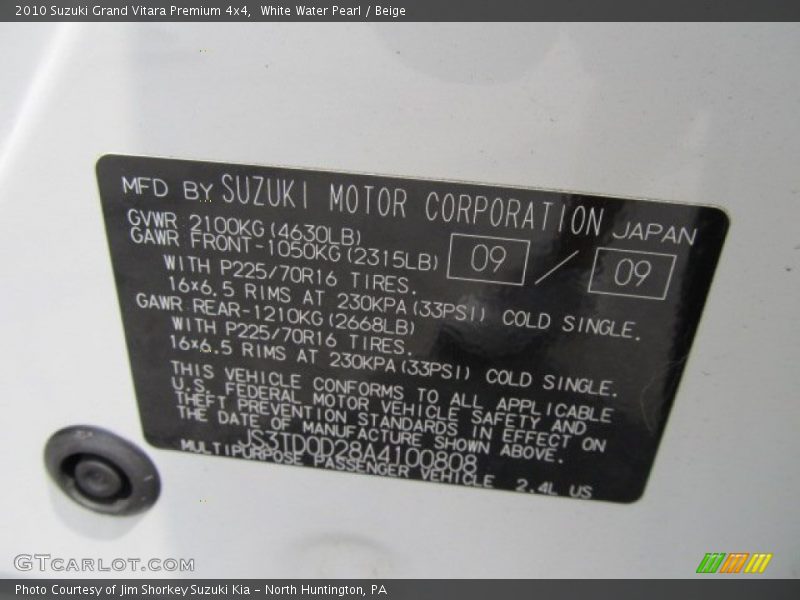 2010 Suzuki Grand Vitara Premium 4x4, White Water Pearl / Beige
MFD BY SUZUKI MOTOR CORPORATION JAPAN
GVWR 2100KG (4630LB)
GAWR FRONT-1050KG (2315LB) 09 / 09
WITH P225/70R16 TIRES.
16×6.5 RIMS AT 230KPA (33PSI) COLD SINGLE.
GAWR REAR-1210KG (2668LB)
WITH P225/70R16 TIRES.
16×6.5 RIMS AT 230KPA (33PSI) COLD SINGLE.
THIS VEHICLE CONFORMS TO ALL APPLICABLE
U.S. FEDERAL MOTOR VEHICLE SAFETY AND
THEFT PREVENTION STANDARDS IN EFFECT ON
THE DATE OF MANUFACTURE SHOWN ABOVE.
JS3TD0D28A4100808
MULTIPURPOSE PASSENGER VEHICLE 2.4L US
GTCARLOT.COM
Photo Courtesy of Jim Shorkey Suzuki Kia – North Huntington, PA